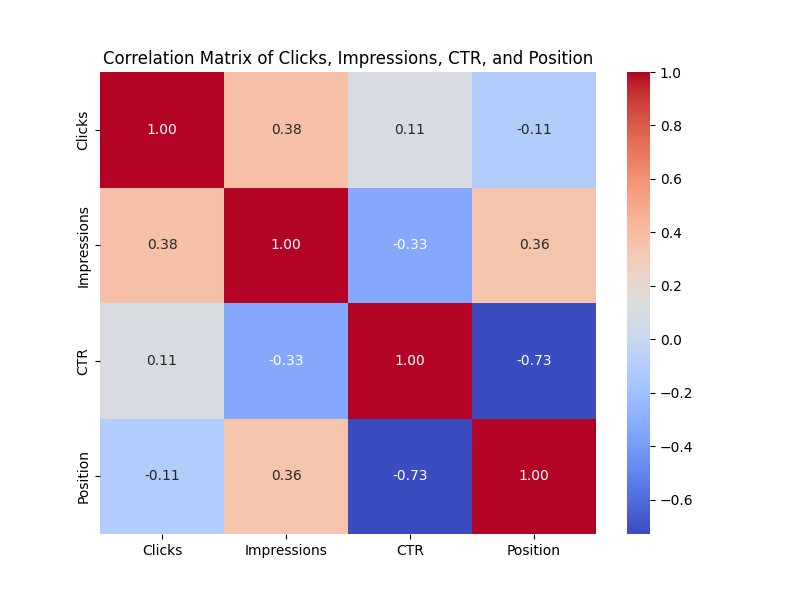 Correlation Matrix of Clicks, Impressions, CTR, and Position
Clicks
1.00
0.38
0.11
-0.11
Impressions
0.38
1.00
-0.33
0.36
CTR
0.11
-0.33
1.00
-0.73
Position
-0.11
0.36
-0.73
1.00
Clicks
Impressions
CTR
Position
1.0
0.8
0.6
0.4
0.2
0.0
−0.2
−0.4
−0.6